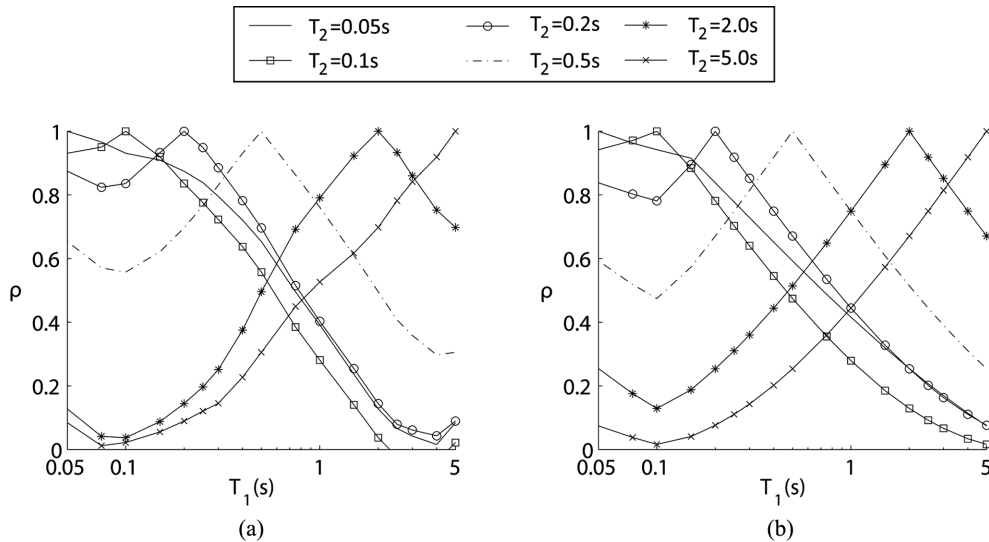 T2=0.05s T2=0.2s T2=2.0s
T2=0.1s T2=0.5s T2=5.0s
1 1
0.8 0.8
0.6 0.6
ρ ρ
0.4 0.4
0.2 0.2
0 0
0.05 0.1 1 5 0.05 0.1 1 5
T1(s) T1(s)
(a) (b)